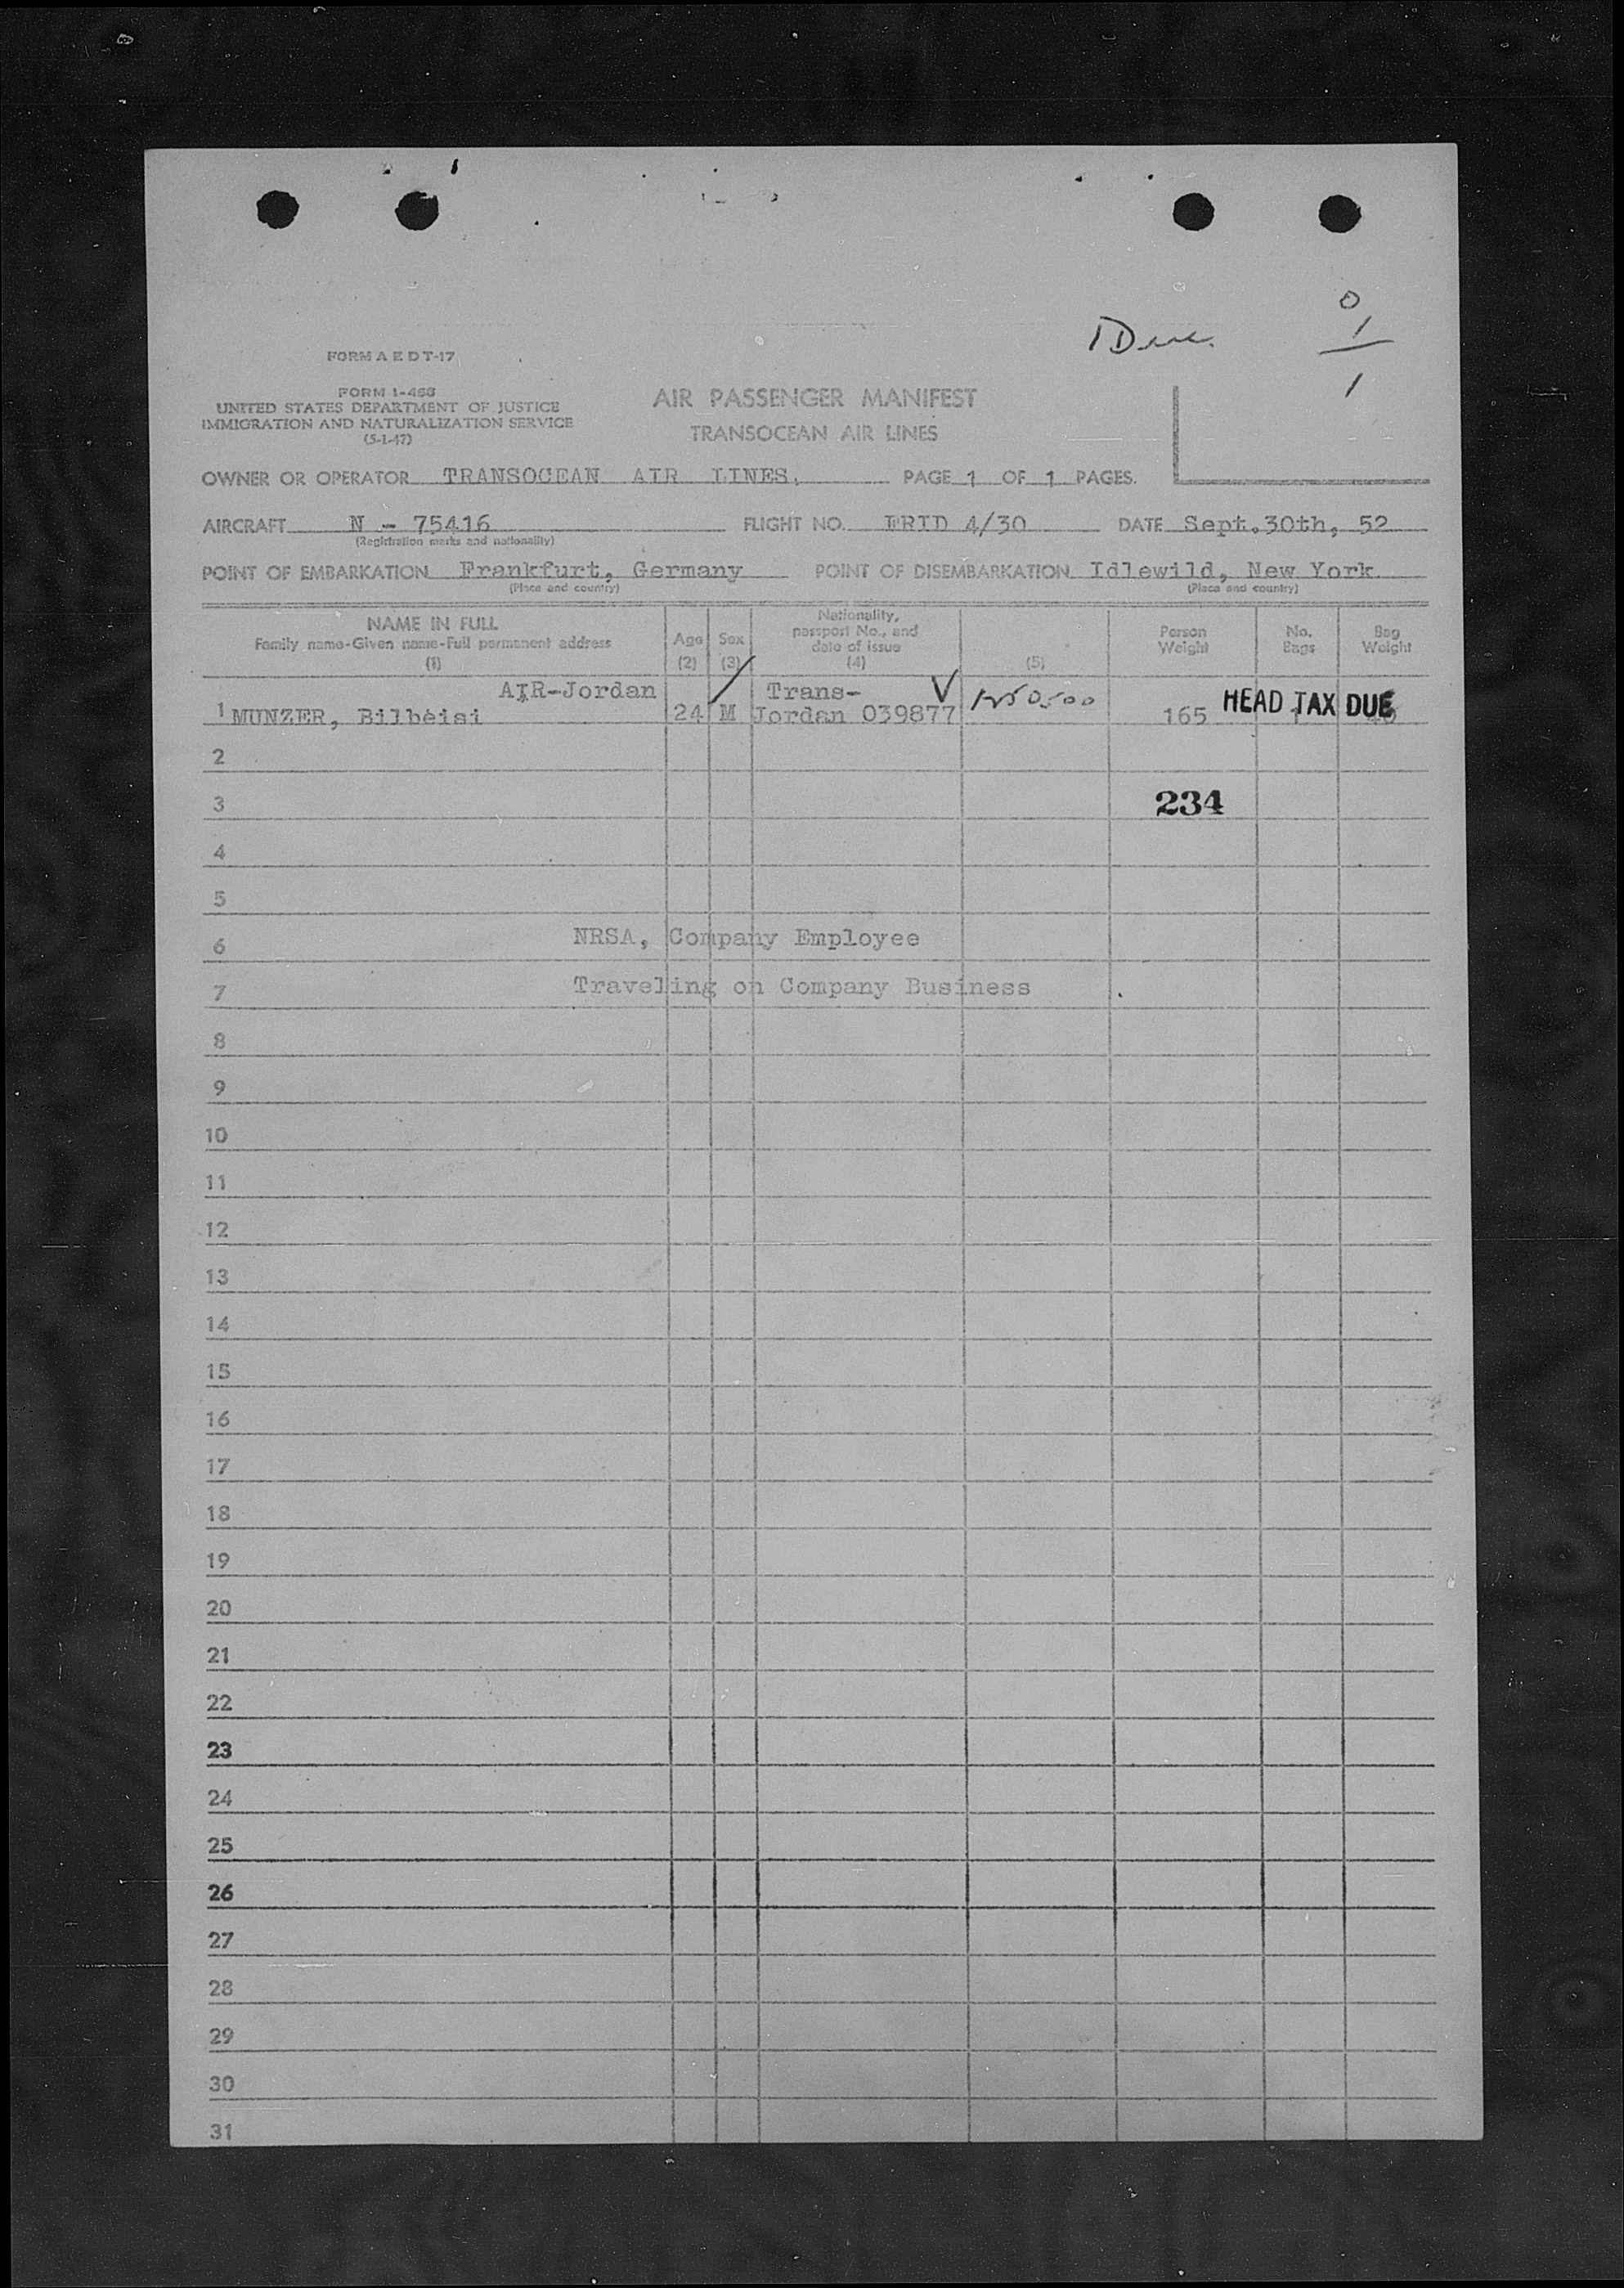 1 Due.
0
1
1
FORM A E D T-17
FORM I-466
UNITED STATES DEPARTMENT OF JUSTICE
IMMIGRATION AND NATURALIZATION SERVICE
(5-1-47)
AIR PASSENGER MANIFEST
TRANSOCEAN AIR LINES
OWNER OR OPERATOR TRANSOCEAN AIR LINES. PAGE 1 OF 1 PAGES.
AIRCRAFT N - 75416 FLIGHT NO. 4/30 DATE Sept.30th, 52
(Registration marks and nationality)
POINT OF EMBARKATION Frankfurt, Germany POINT OF DISEMBARKATION Idlewild, New York
(Place and country) (Place and country)
NAME IN FULL
Family name-Given name-Full permanent address
(1)
Age
(2)
Sex
(3)
Nationality,
passport No., and
date of issue
(4)
(5)
Person
Weight
No.
Bags
Bag
Weight
AIR-Jordan Trans-
1 MUNZER, Bilbeisi 24 M Jordan 039877 165 HEAD TAX DUE
2
3 234
4
5
6 NRSA, Company Employee
7 Traveling on Company Business
8
9
10
11
12
13
14
15
16
17
18
19
20
21
22
23
24
25
26
27
28
29
30
31